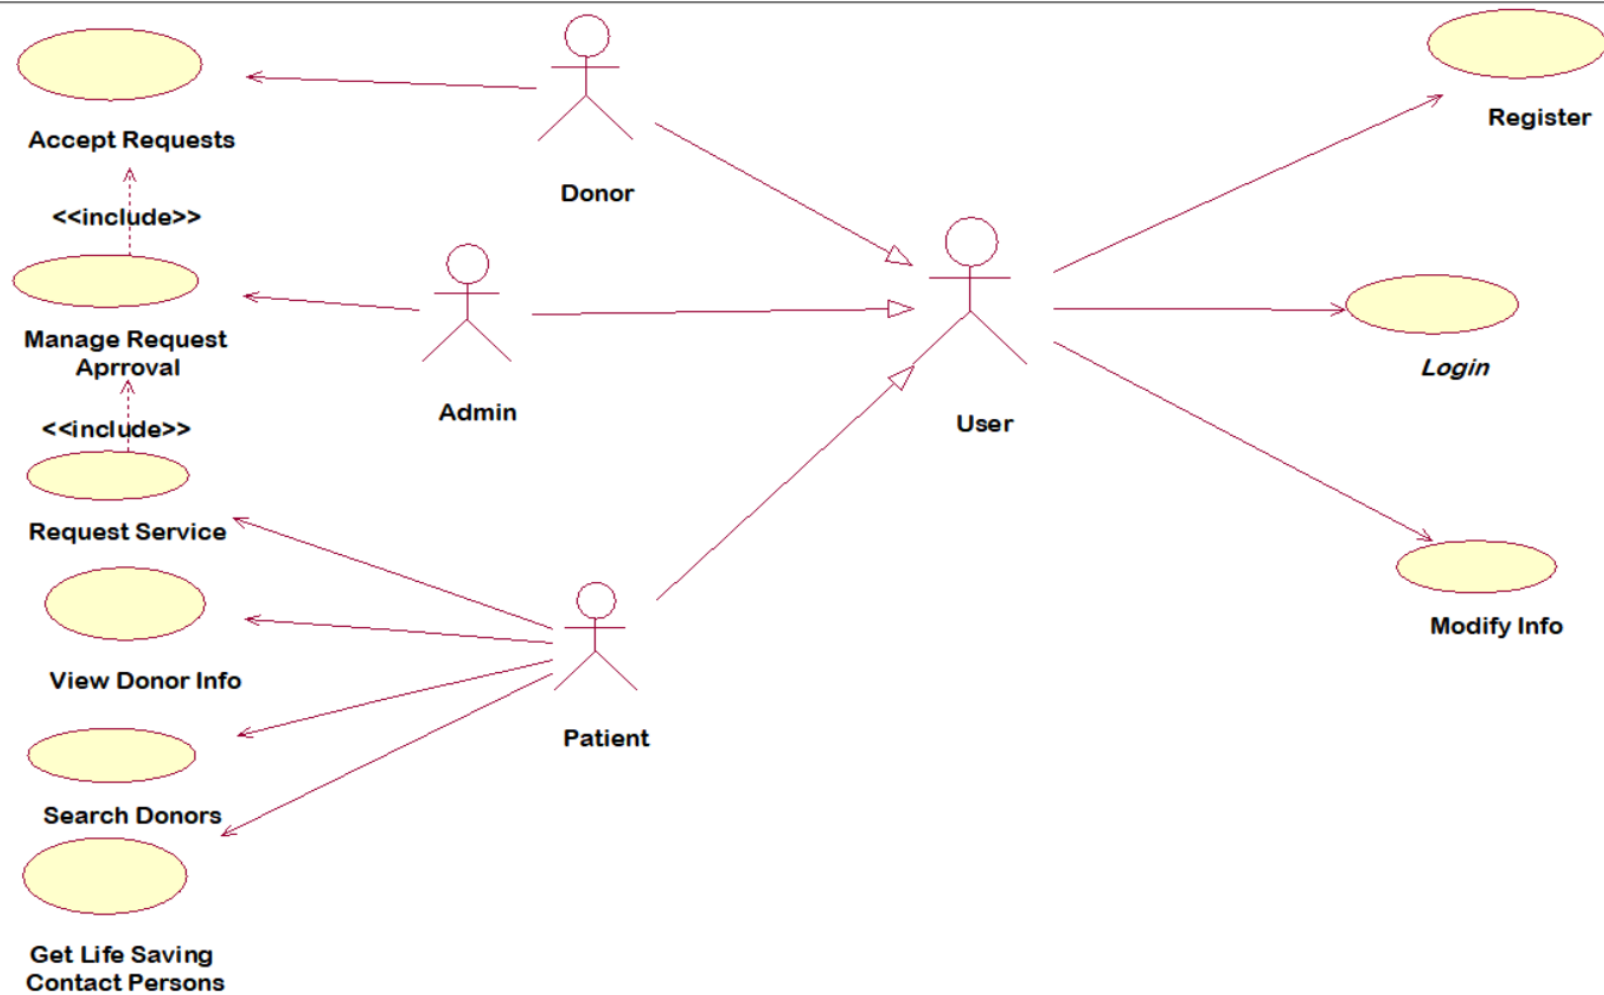 Accept Requests
<<include>>
Manage Request
Aprroval
<<include>>
Request Service
View Donor Info
Search Donors
Get Life Saving
Contact Persons
Donor
Admin
Patient
User
Register
Login
Modify Info